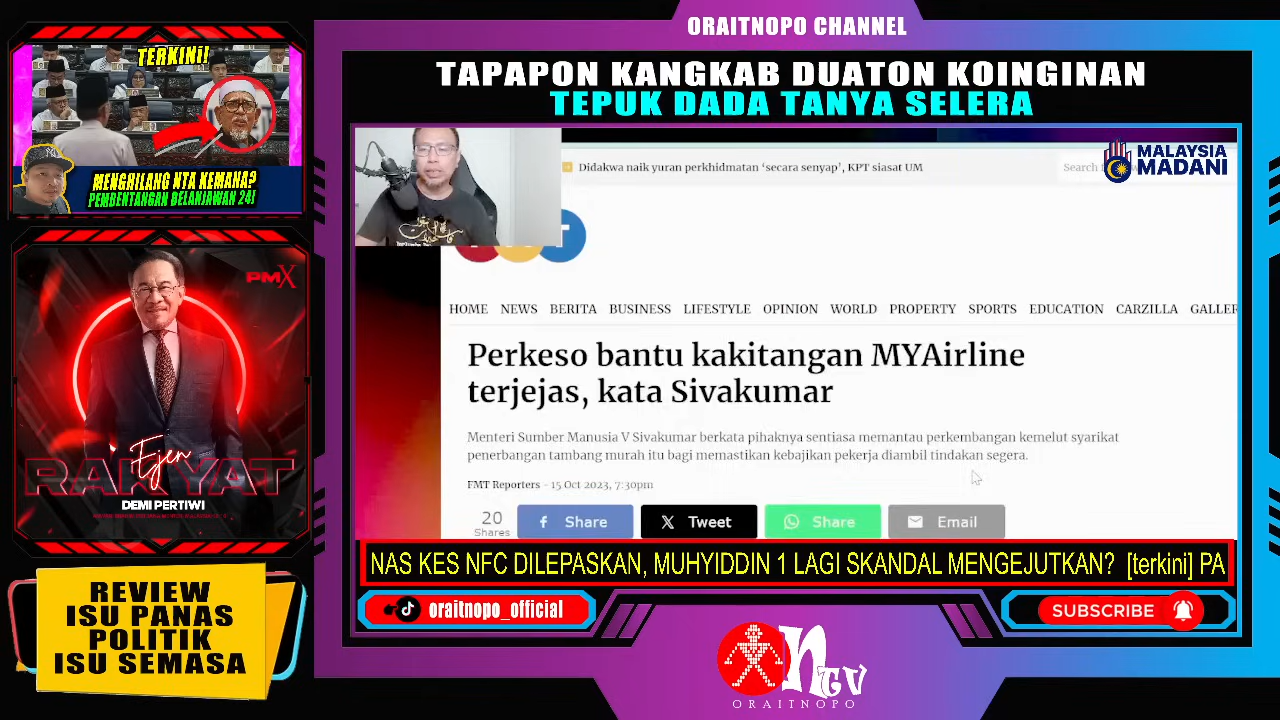 ORAITNOPO CHANNEL
TAPAPON KANGKAB DUATON KOINGINAN
TEPUK DADA TANYA SELERA
TERKINI!
MENGHILANG NTA KEMANA?
PEMBENTANGAN BELANJAWAN 24!
PMX
Ejen
RAKYAT
DEMI PERTIWI
REVIEW
ISU PANAS
POLITIK
ISU SEMASA
Didakwa naik yuran perkhidmatan ‘secara senyap’, KPT siasat UM
Search
MALAYSIA
MADANI
HOME NEWS BERITA BUSINESS LIFESTYLE OPINION WORLD PROPERTY SPORTS EDUCATION CARZILLA GALLER
Perkeso bantu kakitangan MYAirline
terjejas, kata Sivakumar
Menteri Sumber Manusia V Sivakumar berkata pihaknya sentiasa memantau perkembangan kemelut syarikat
penerbangan tambang murah itu bagi memastikan kebajikan pekerja diambil tindakan segera.
FMT Reporters - 15 Oct 2023, 7:30pm
20
Shares
Share
Tweet
Share
Email
NAS KES NFC DILEPASKAN, MUHYIDDIN 1 LAGI SKANDAL MENGEJUTKAN? [terkini] PA
oraitnopo_official
SUBSCRIBE
NTV
ORAITNOPO